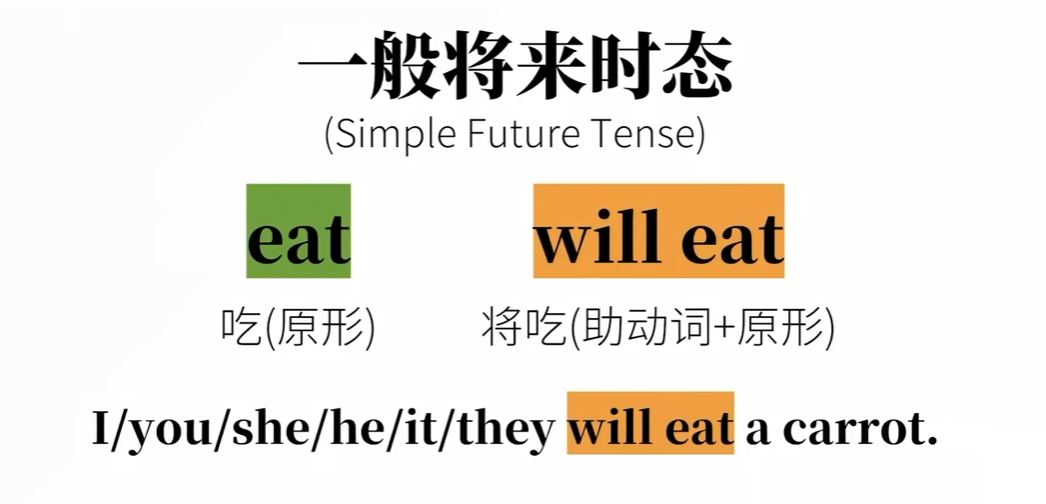 一般将来时态
(Simple Future Tense)
eat will eat
吃(原形) 将吃(助动词+原形)
I/you/she/he/it/they will eat a carrot.